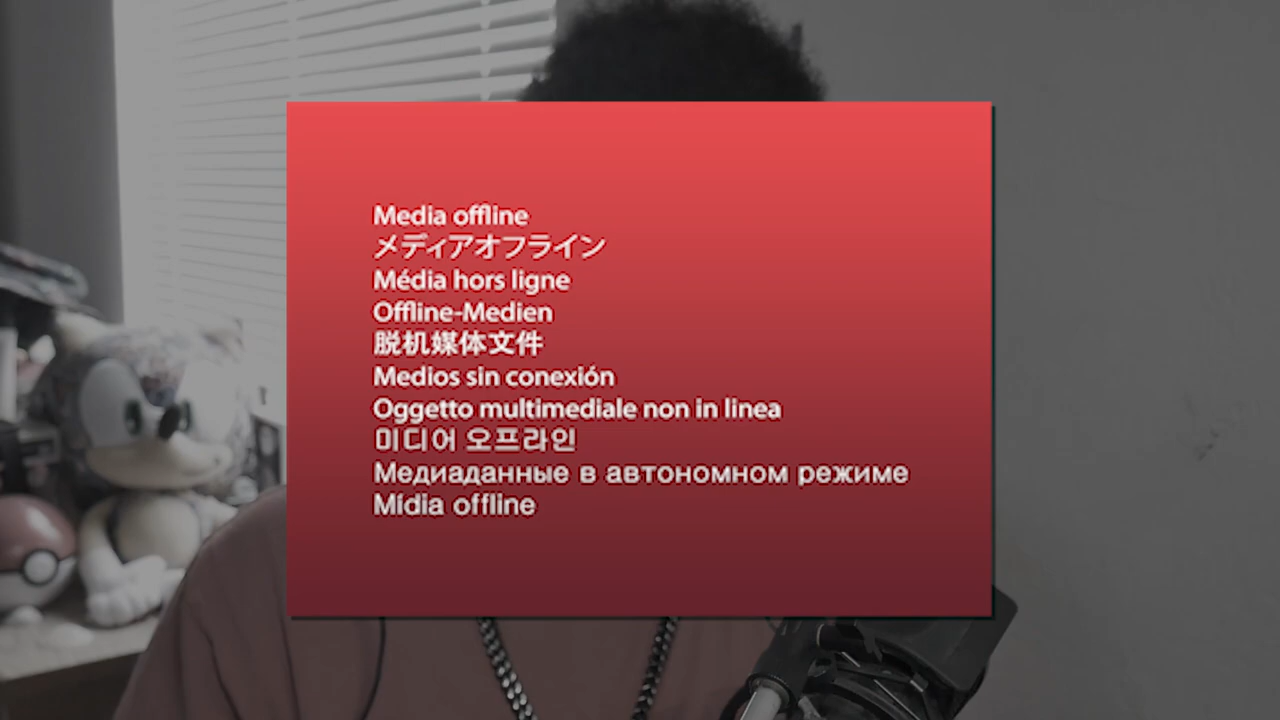 Media offline
メディアオフライン
Média hors ligne
Offline-Medien
脱机媒体文件
Medios sin conexión
Oggetto multimediale non in linea
미디어 오프라인
Медиаданные в автономном режиме
Mídia offline